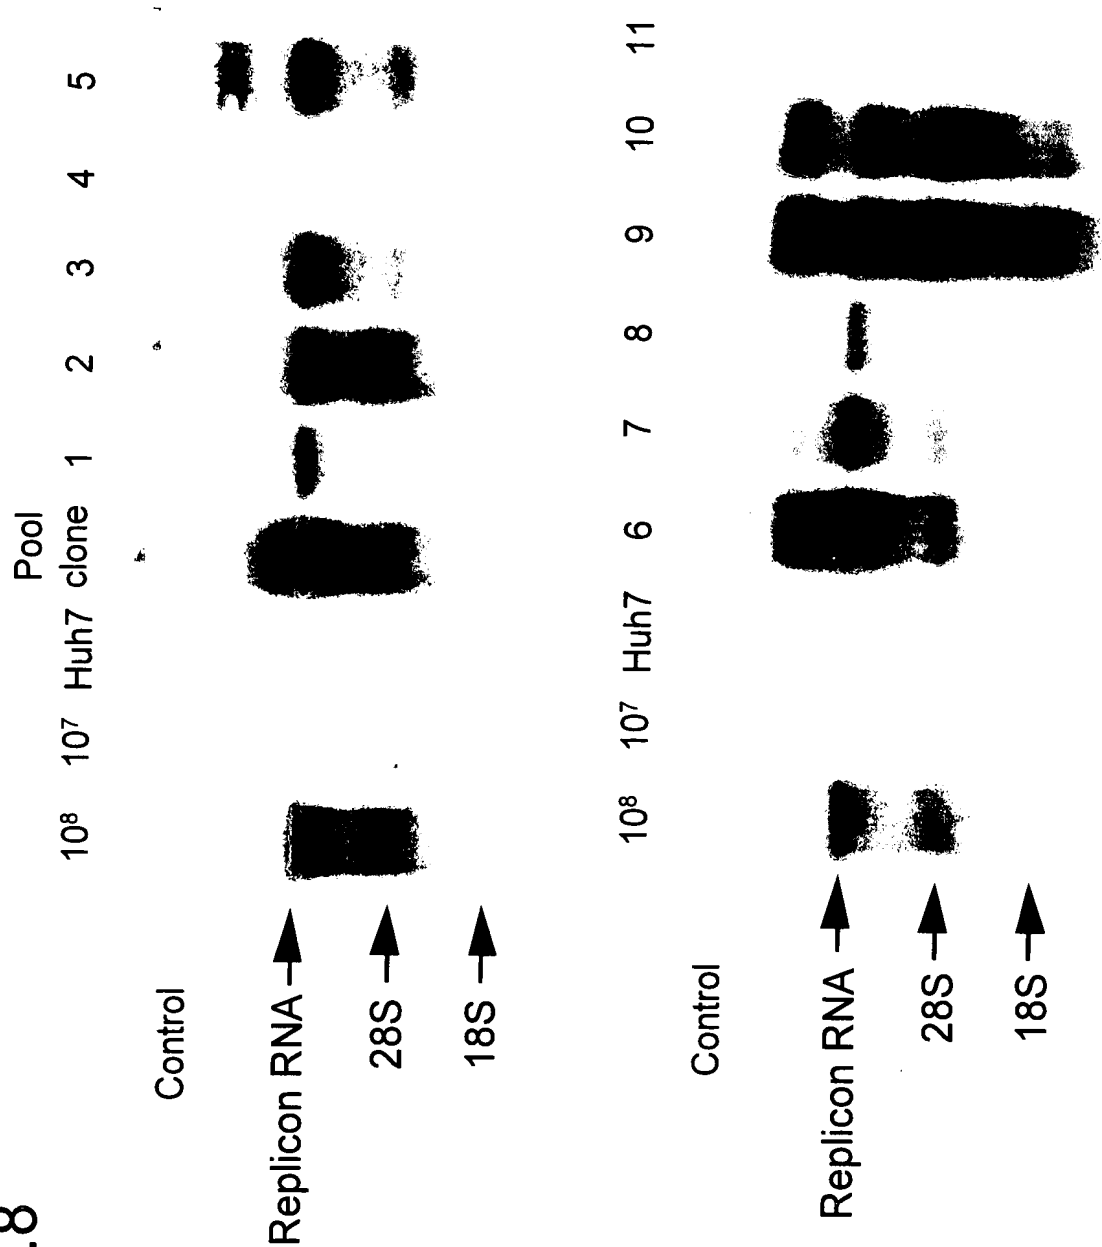 .8
Pool
Control 10⁸ 10⁷ Huh7 clone 1 2 3 4 5
Replicon RNA
28S
18S
Control 10⁸ 10⁷ Huh7 6 7 8 9 10 11
Replicon RNA
28S
18S